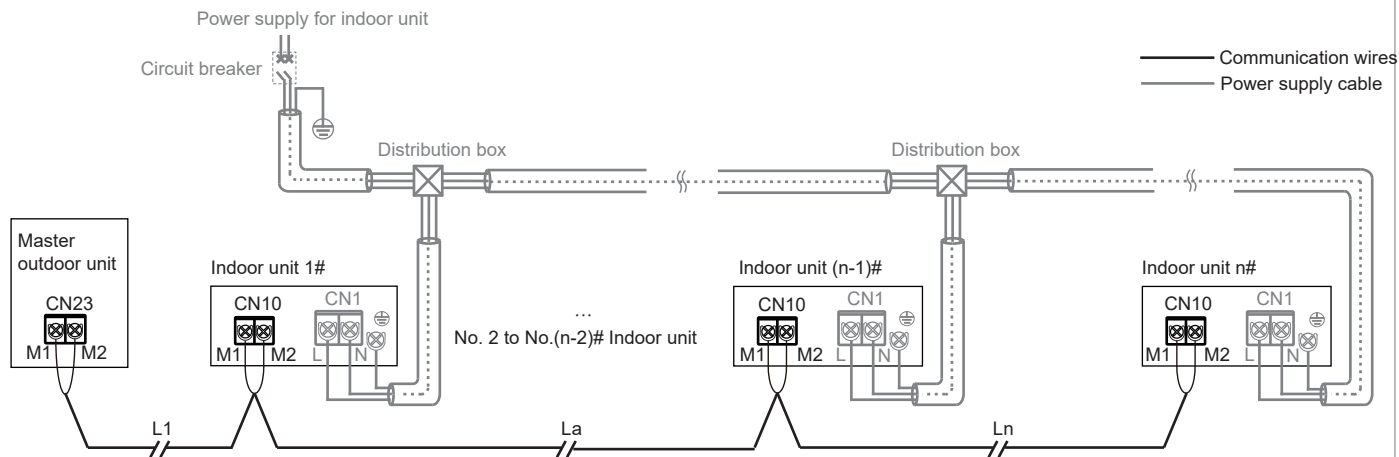 Power supply for indoor unit
Circuit breaker
Communication wires
Power supply cable
Distribution box
Distribution box
Master
outdoor unit
CN23
M1 M2
Indoor unit 1#
CN10
CN1
M1 M2 L N
...
No. 2 to No.(n-2)# Indoor unit
Indoor unit (n-1)#
CN10
CN1
M1 M2 L N
Indoor unit n#
CN10
CN1
M1 M2 L N
L1
La
Ln